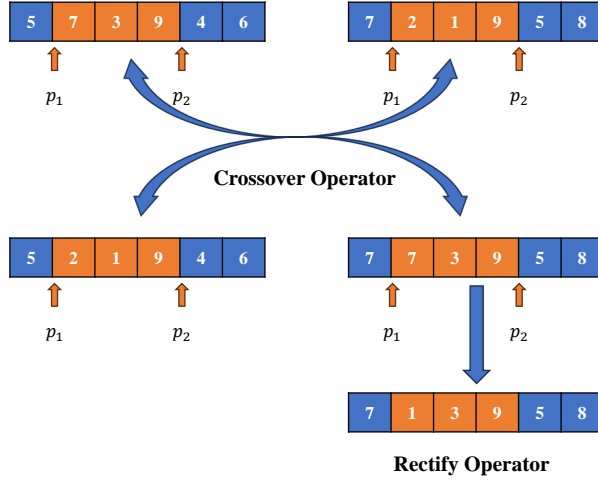 5 7 3 9 4 6
7 2 1 9 5 8
p₁ p₂
p₁ p₂
Crossover Operator
5 2 1 9 4 6
7 7 3 9 5 8
p₁ p₂
p₁ p₂
7 1 3 9 5 8
Rectify Operator